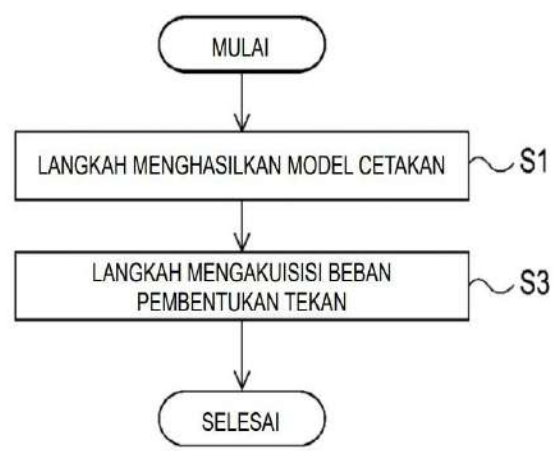 MULAI
LANGKAH MENGHASILKAN MODEL CETAKAN
S1
LANGKAH MENGAKUISISI BEBAN
PEMBENTUKAN TEKAN
S3
SELESAI